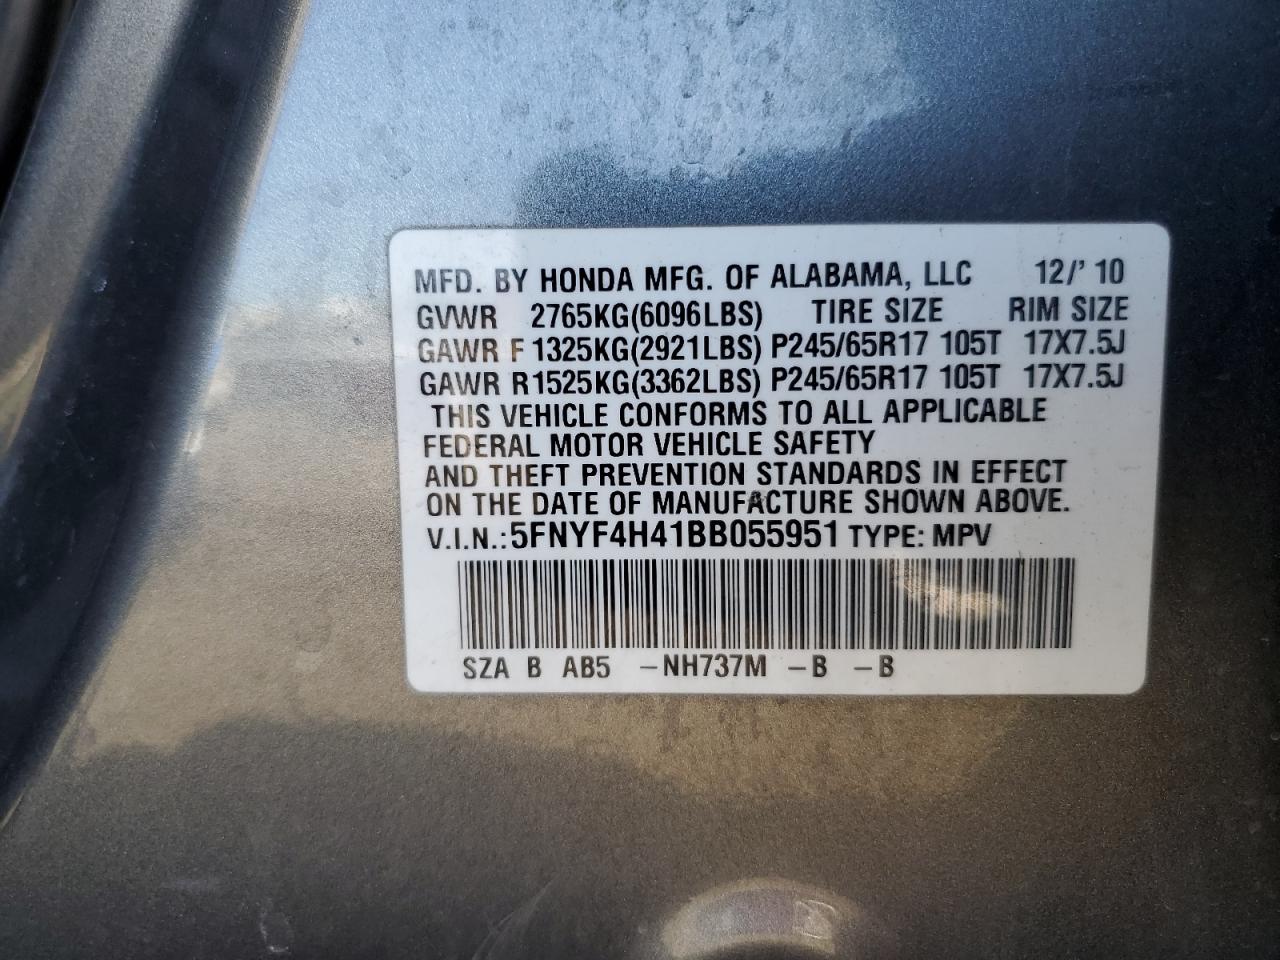 MFD. BY HONDA MFG. OF ALABAMA, LLC 12/' 10
GVWR 2765KG(6096LBS) TIRE SIZE RIM SIZE
GAWR F 1325KG(2921LBS) P245/65R17 105T 17X7.5J
GAWR R1525KG(3362LBS) P245/65R17 105T 17X7.5J
THIS VEHICLE CONFORMS TO ALL APPLICABLE
FEDERAL MOTOR VEHICLE SAFETY
AND THEFT PREVENTION STANDARDS IN EFFECT
ON THE DATE OF MANUFACTURE SHOWN ABOVE.
V.I.N.: 5FNYF4H41BB055951 TYPE: MPV
SZA B AB5 -NH737M -B -B